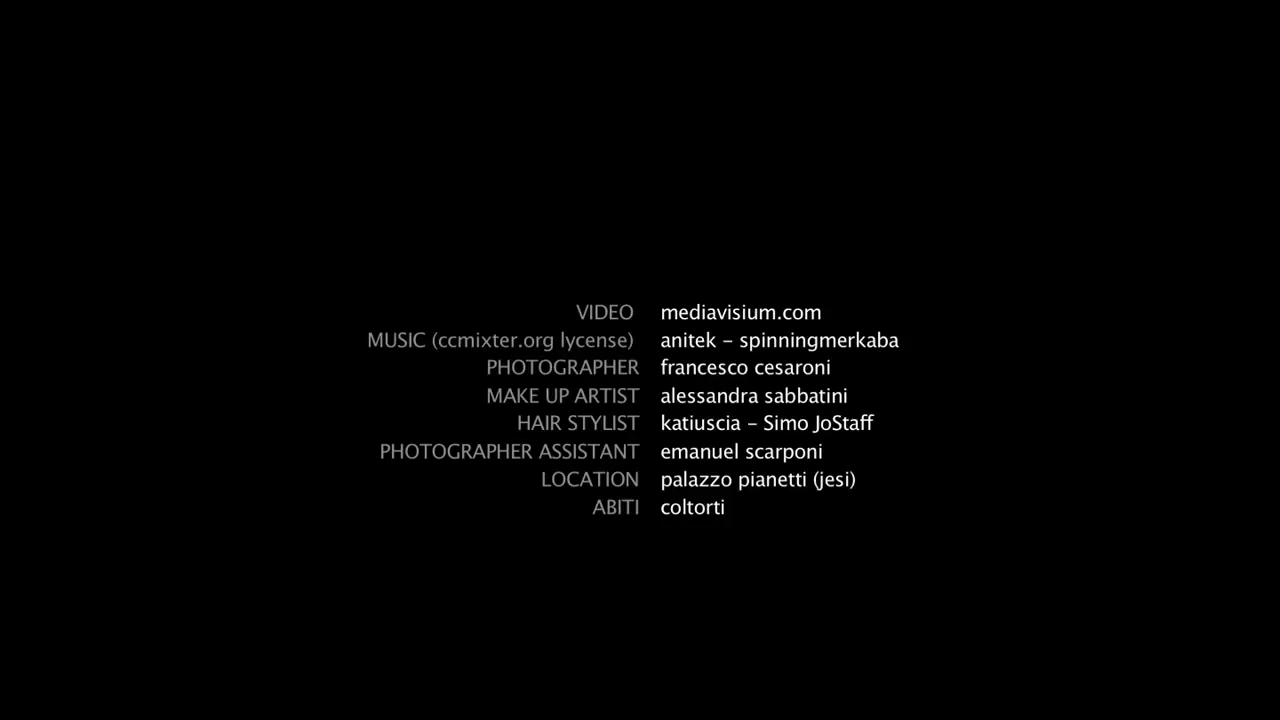 VIDEO mediavisium.com
MUSIC (ccmixter.org lycense) anitek – spinningmerkaba
PHOTOGRAPHER francesco cesaroni
MAKE UP ARTIST alessandra sabbatini
HAIR STYLIST katiuscia – Simo JoStaff
PHOTOGRAPHER ASSISTANT emanuel scarponi
LOCATION palazzo pianetti (jesi)
ABITI coltorti